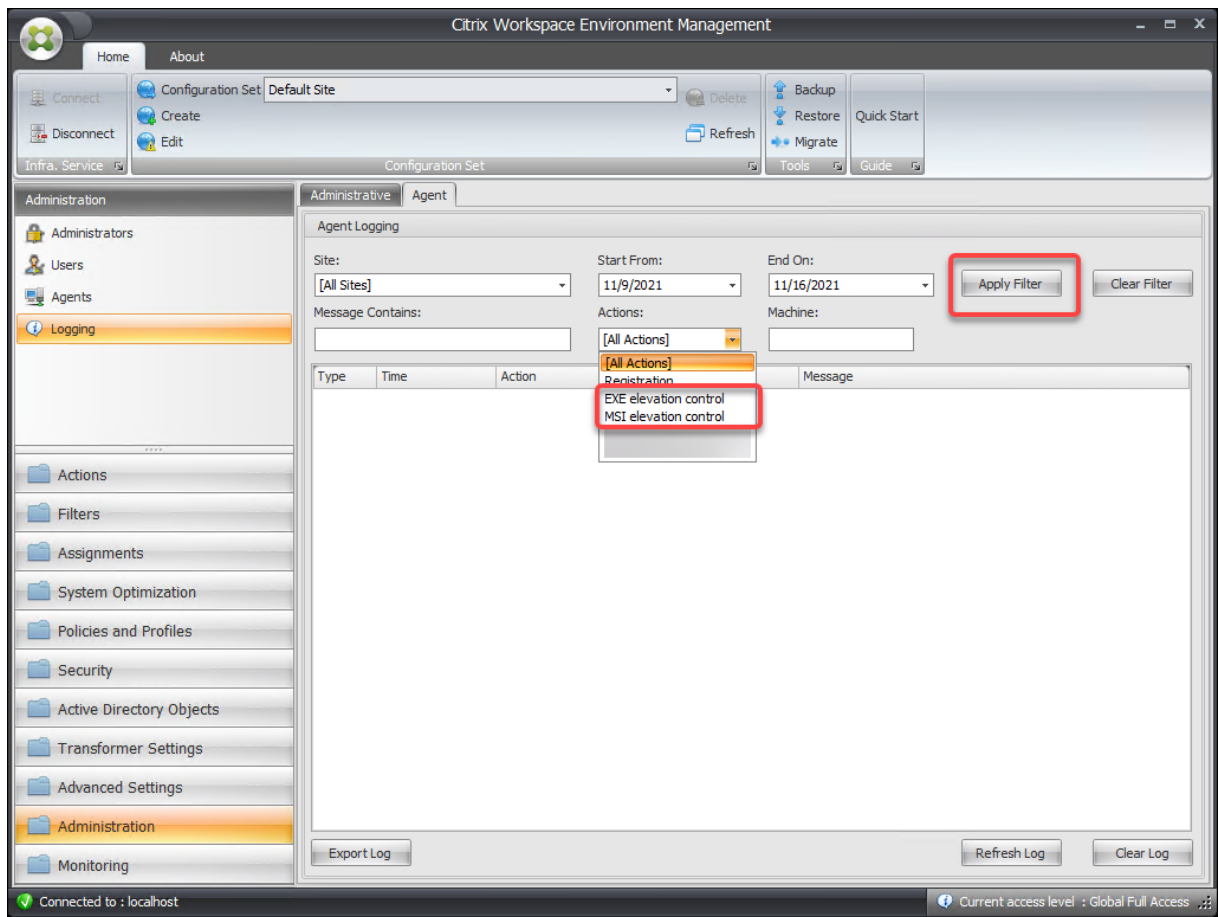 Citrix Workspace Environment Management
Home About
Connect
Disconnect
Infra. Service
Configuration Set Default Site
Create
Edit
Delete
Refresh
Configuration Set
Backup
Restore
Migrate
Tools
Quick Start
Guide
Administration
Administrators
Users
Agents
Logging
Actions
Filters
Assignments
System Optimization
Policies and Profiles
Security
Active Directory Objects
Transformer Settings
Advanced Settings
Administration
Monitoring
Administrative Agent
Agent Logging
Site: Start From: End On:
[All Sites] 11/9/2021 11/16/2021 Apply Filter Clear Filter
Message Contains: Actions: Machine:
[All Actions]
[All Actions]
Registration
EXE elevation control
MSI elevation control
Type Time Action Message
Export Log Refresh Log Clear Log
Connected to : localhost Current access level : Global Full Access